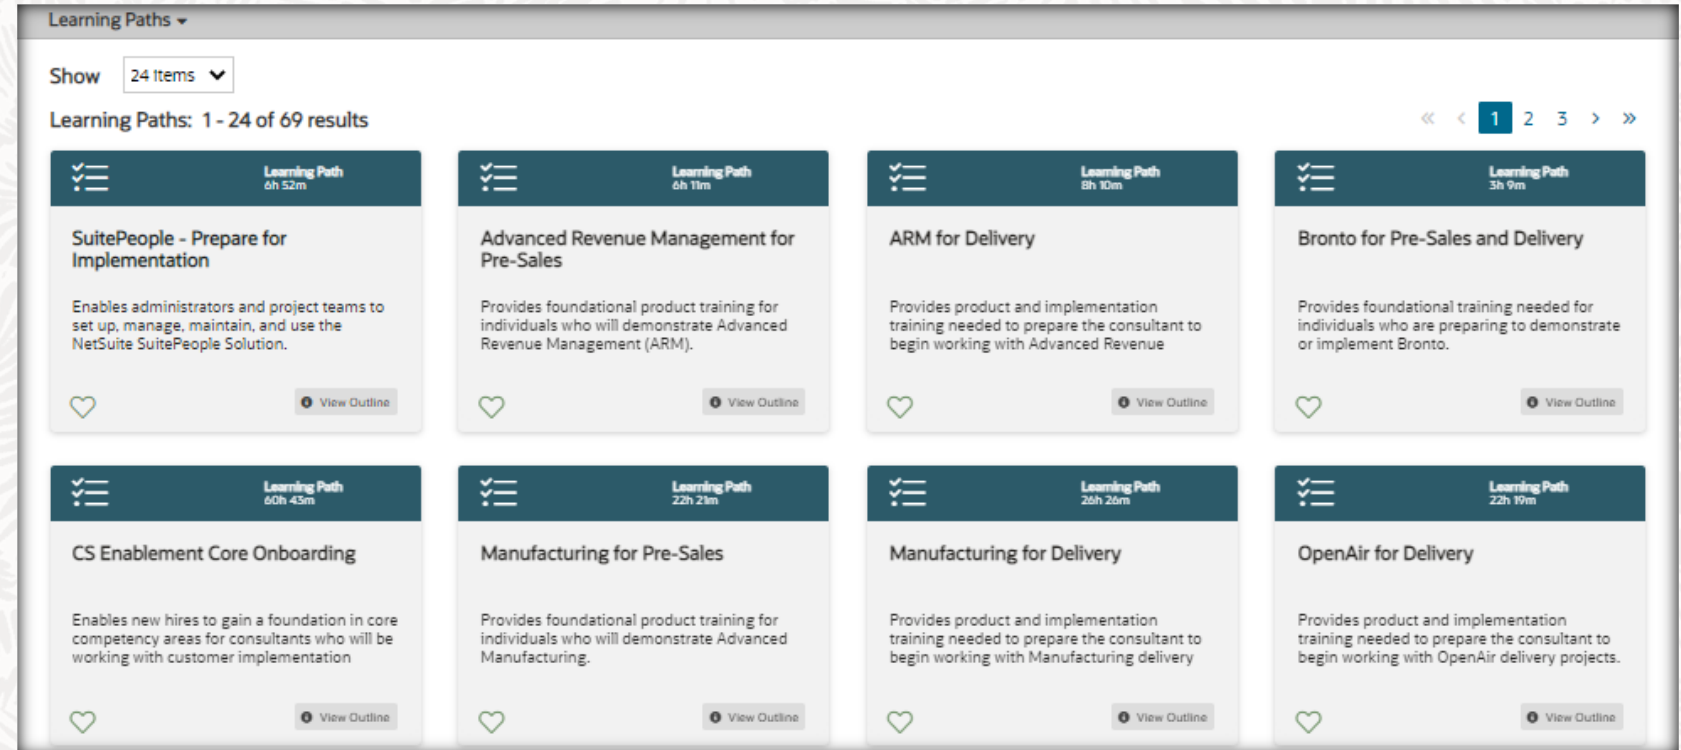 Learning Paths
Show 24 Items
Learning Paths: 1 - 24 of 69 results
« < 1 2 3 > »
Learning Path
6h 52m
SuitePeople - Prepare for
Implementation
Enables administrators and project teams to
set up, manage, maintain, and use the
NetSuite SuitePeople Solution.
View Outline
Learning Path
6h 11m
Advanced Revenue Management for
Pre-Sales
Provides foundational product training for
individuals who will demonstrate Advanced
Revenue Management (ARM).
View Outline
Learning Path
8h 10m
ARM for Delivery
Provides product and implementation
training needed to prepare the consultant to
begin working with Advanced Revenue
View Outline
Learning Path
3h 9m
Bronto for Pre-Sales and Delivery
Provides foundational training needed for
individuals who are preparing to demonstrate
or implement Bronto.
View Outline
Learning Path
60h 43m
CS Enablement Core Onboarding
Enables new hires to gain a foundation in core
competency areas for consultants who will be
working with customer implementation
View Outline
Learning Path
22h 21m
Manufacturing for Pre-Sales
Provides foundational product training for
individuals who will demonstrate Advanced
Manufacturing.
View Outline
Learning Path
26h 26m
Manufacturing for Delivery
Provides product and implementation
training needed to prepare the consultant to
begin working with Manufacturing delivery
View Outline
Learning Path
22h 19m
OpenAir for Delivery
Provides product and implementation
training needed to prepare the consultant to
begin working with OpenAir delivery projects.
View Outline